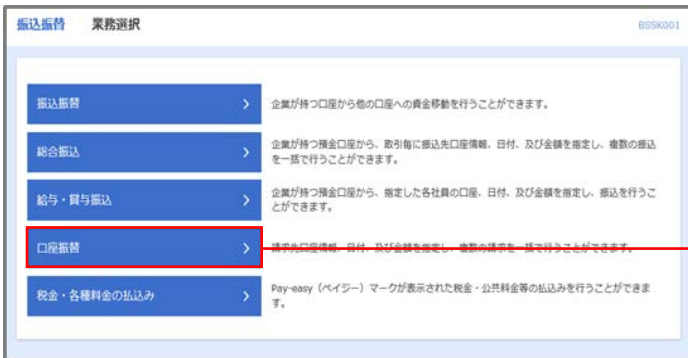 振込振替 業務選択 BSSK001
振込振替 企業が持つ口座から他の口座への資金移動を行うことができます。
総合振込 企業が持つ預金口座から、取引毎に振込先口座情報、日付、及び金額を指定し、複数の振込
を一括で行うことができます。
給与・賞与振込 企業が持つ預金口座から、指定した各社員の口座、日付、及び金額を指定し、振込を行うこ
とができます。
口座振替 請求先口座情報、日付、及び金額を指定し、複数の請求を一括で行うことができます。
税金・各種料金の払込み Pay-easy（ペイジー）マークが表示された税金・公共料金等の払込みを行うことができま
す。